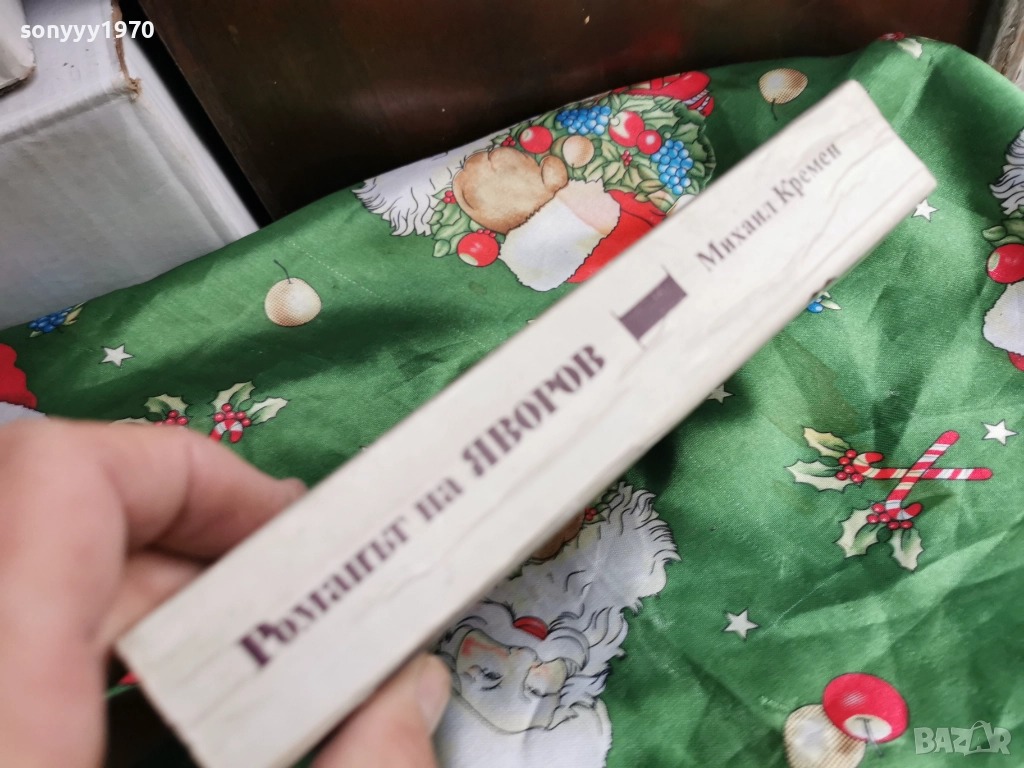 sonyyy1970
Романът на ЯВОРОВ
Михаил Кремен
BAZAR